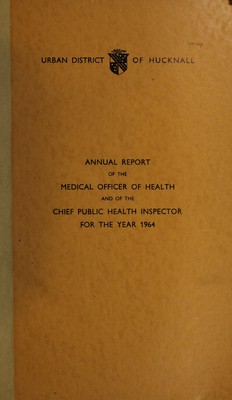 URBAN DISTRICT OF HUCKNALL
ANNUAL REPORT
OF THE
MEDICAL OFFICER OF HEALTH
AND OF THE
CHIEF PUBLIC HEALTH INSPECTOR
FOR THE YEAR 1964